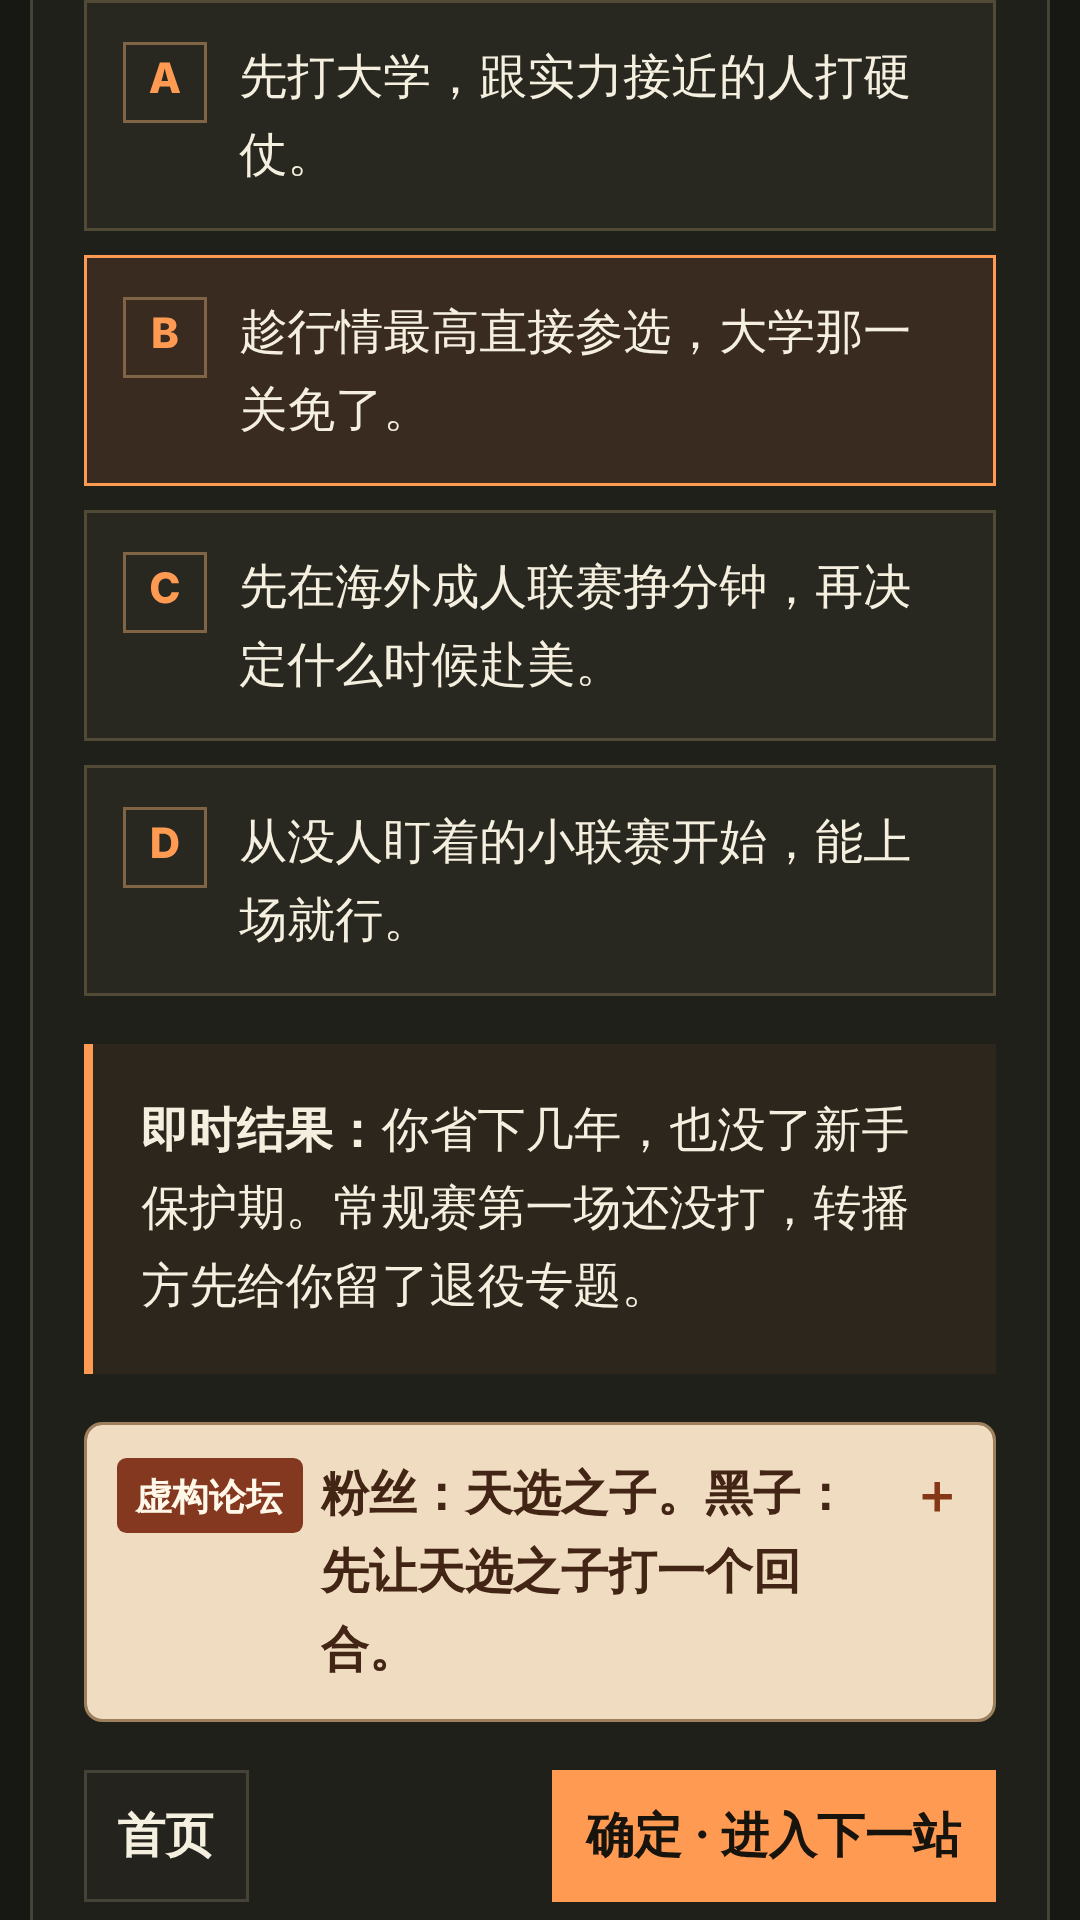 A
先打大学，跟实力接近的人打硬
仗。
B
趁行情最高直接参选，大学那一
关免了。
C
先在海外成人联赛挣分钟，再决
定什么时候赴美。
D
从没人盯着的小联赛开始，能上
场就行。
即时结果：你省下几年，也没了新手
保护期。常规赛第一场还没打，转播
方先给你留了退役专题。
虚构论坛 粉丝：天选之子。黑子： +
先让天选之子打一个回
合。
首页
确定 · 进入下一站